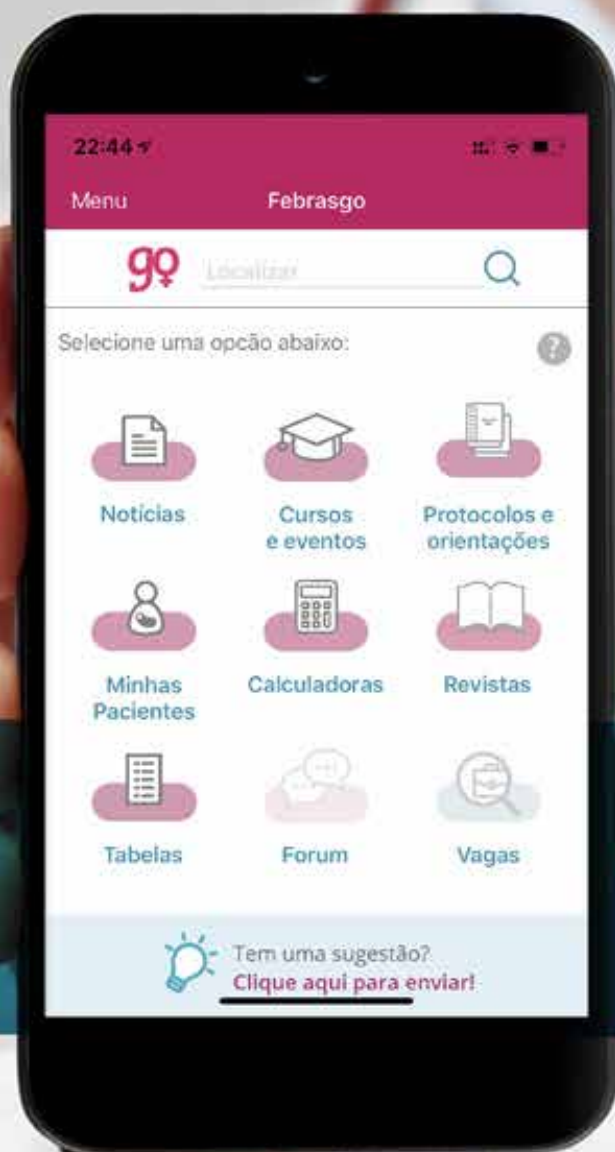 22:44
Menu Febrasgo
go Localizar
Selecione uma opcão abaixo: ?
Notícias Cursos e eventos Protocolos e orientações
Minhas Pacientes Calculadoras Revistas
Tabelas Forum Vagas
Tem uma sugestão?
Clique aqui para enviar!